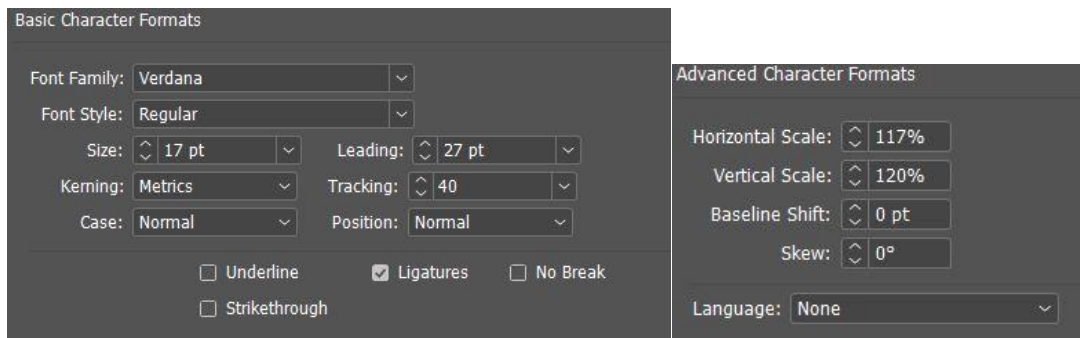 Basic Character Formats
Font Family: Verdana
Font Style: Regular
Size: 17 pt Leading: 27 pt
Kerning: Metrics Tracking: 40
Case: Normal Position: Normal
Underline Ligatures No Break
Strikethrough
Advanced Character Formats
Horizontal Scale: 117%
Vertical Scale: 120%
Baseline Shift: 0 pt
Skew: 0°
Language: None